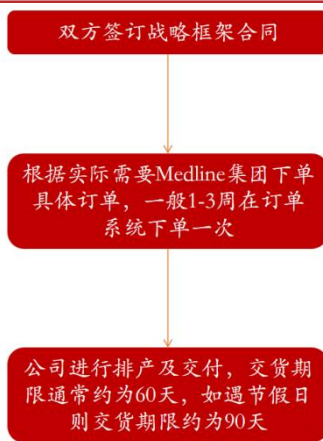 双方签订战略框架合同
根据实际需要Medline集团下单
具体订单，一般1-3周在订单
系统下单一次
公司进行排产及交付，交货期
限通常约为60天，如遇节假日
则交货期限约为90天